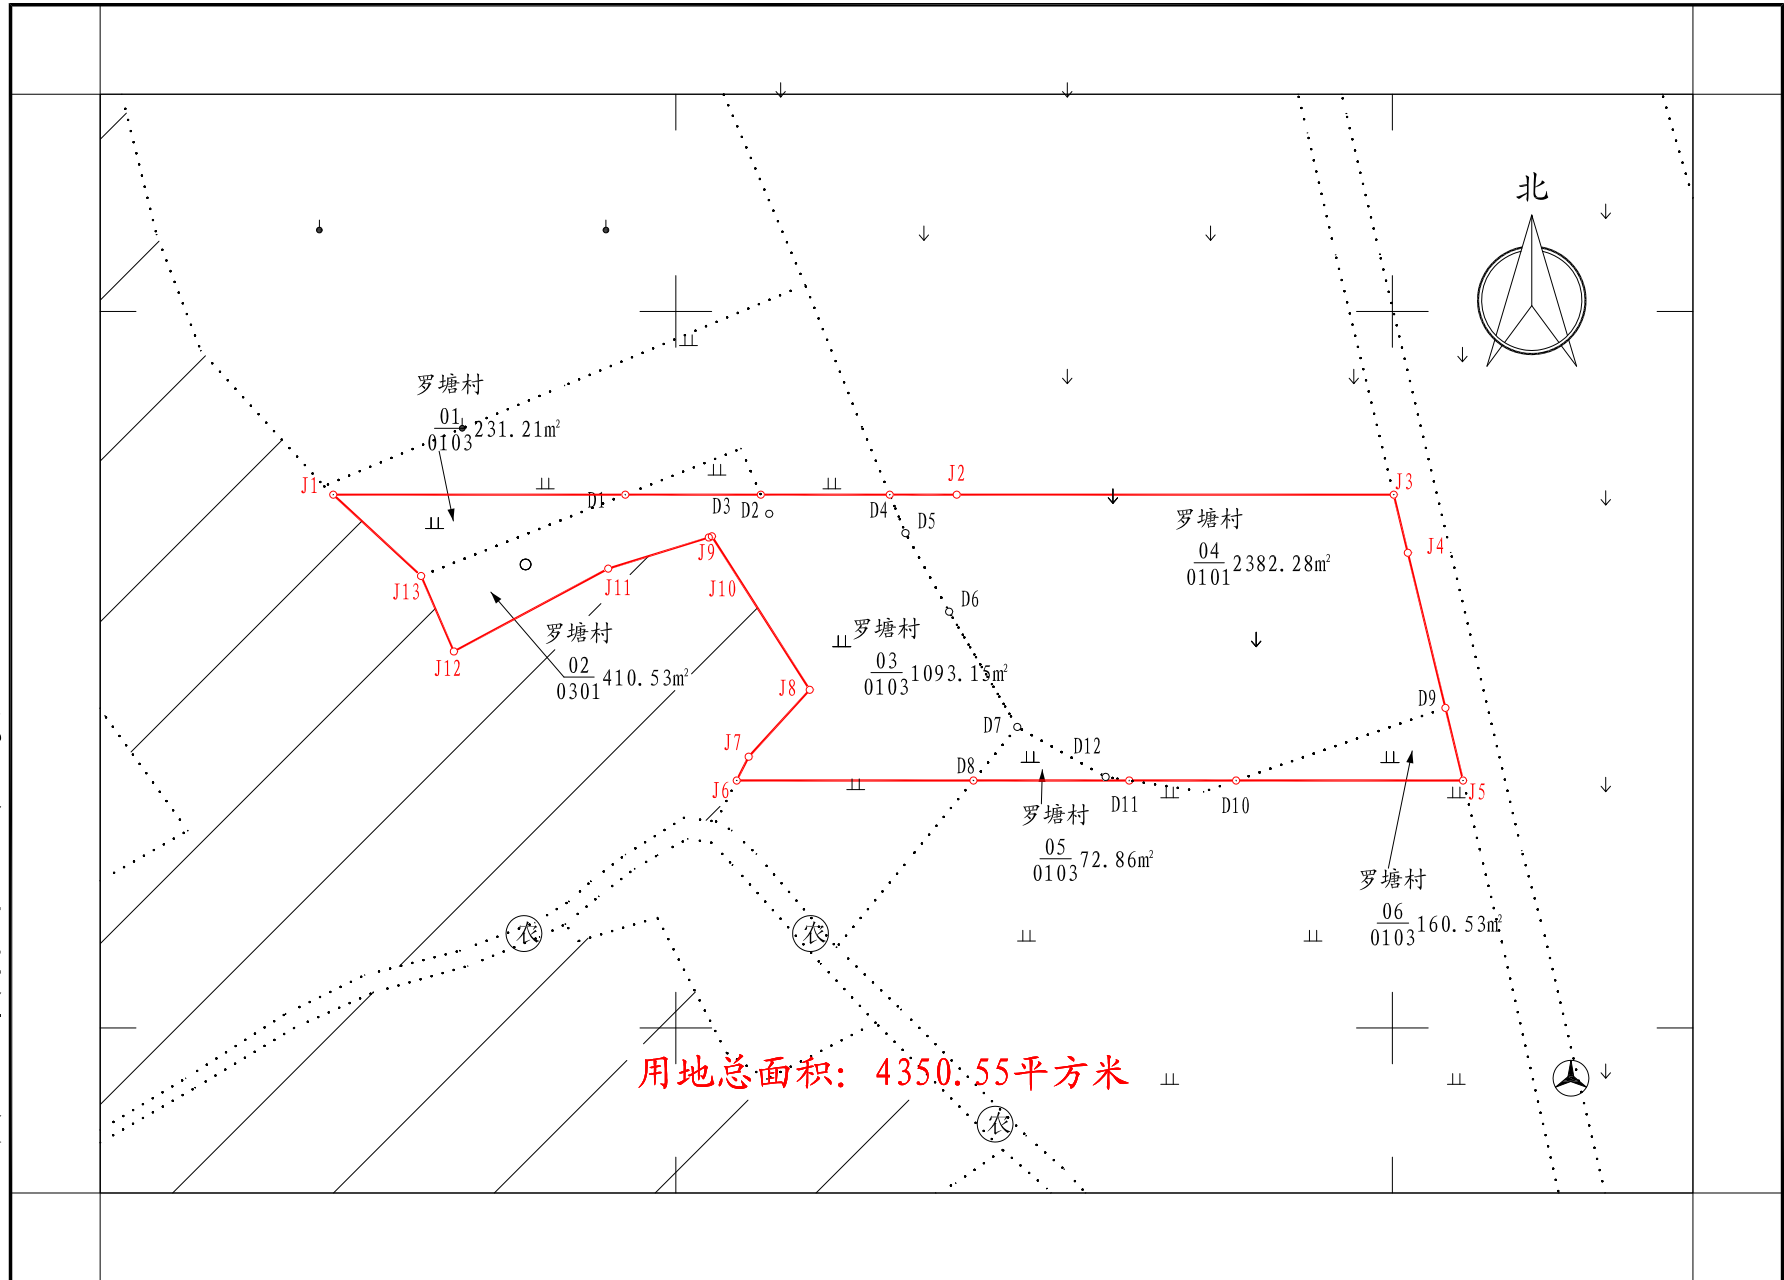 北
罗塘村
01
0103
231.21m²
J1
D1
D3
D2
D4
J2
J3
D5
罗塘村
04
0101
2382.28m²
J4
J9
J10
J11
J13
J12
罗塘村
02
0301
410.53m²
D6
罗塘村
03
0103
1093.15m²
J8
D9
D7
J7
D12
D8
J6
D11
D10
J5
罗塘村
05
0103
72.86m²
罗塘村
06
0103
160.53m²
农
农
用地总面积：4350.55平方米
农